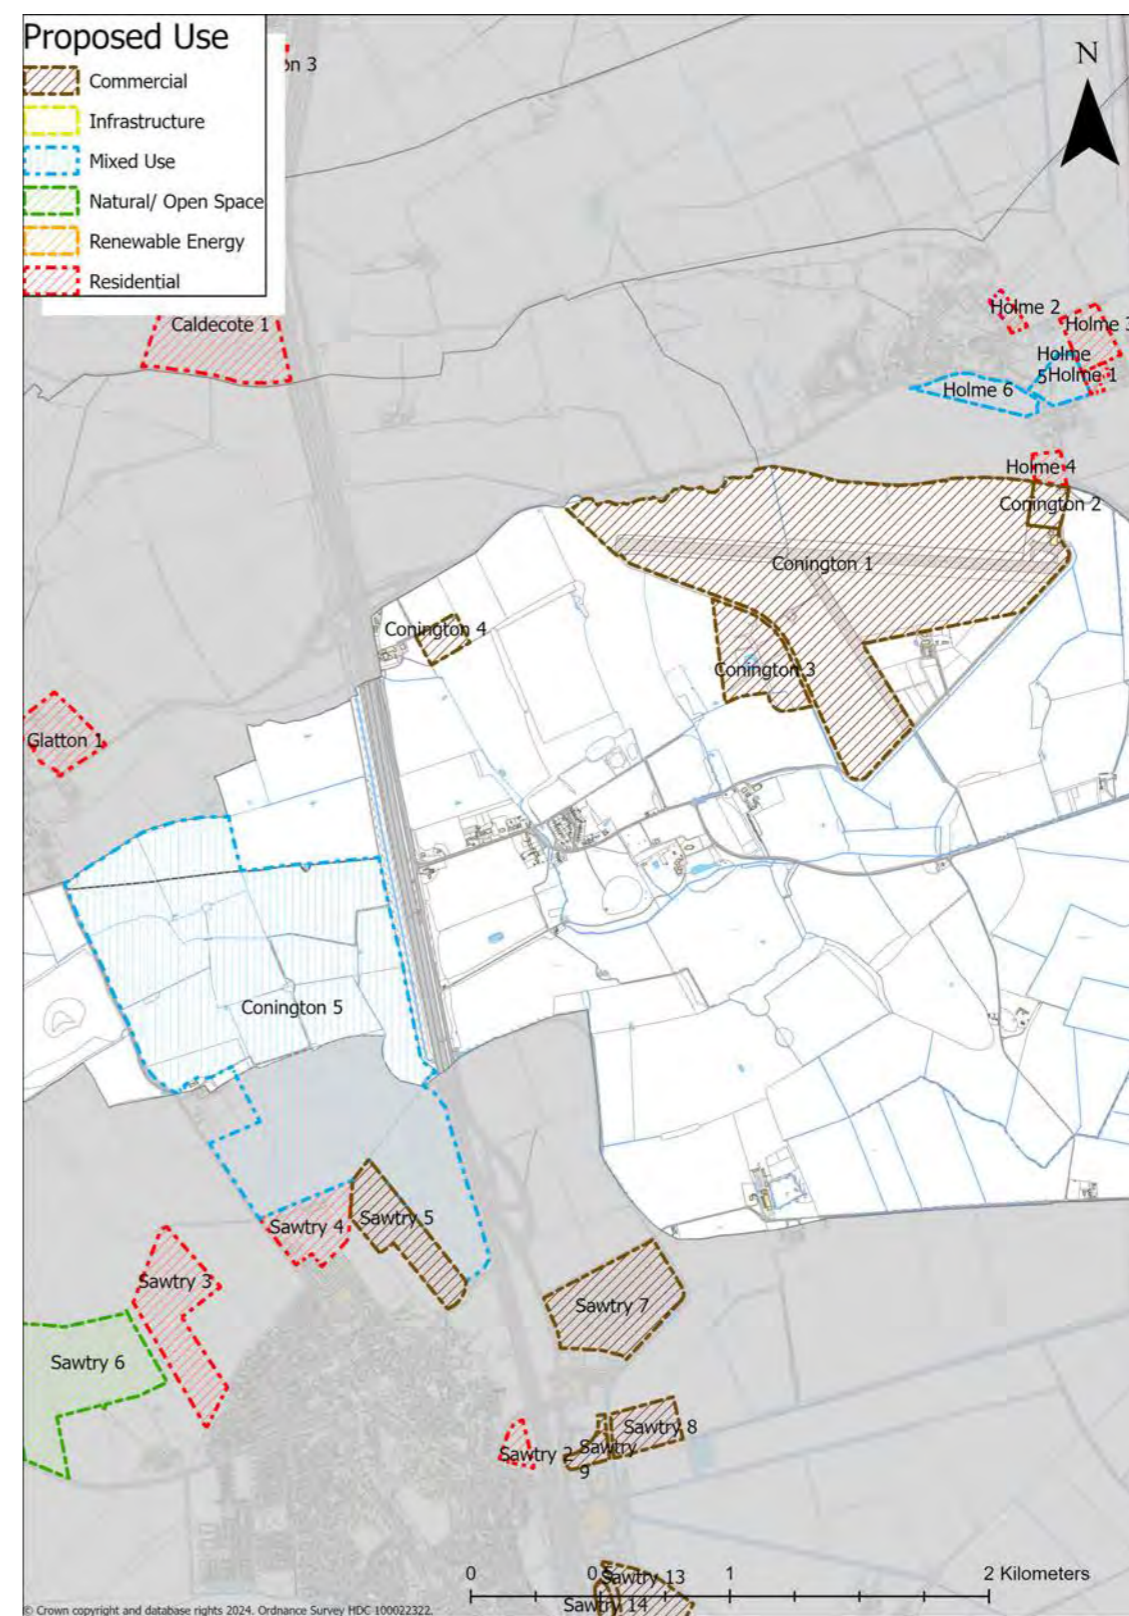 Proposed Use
Commercial
Infrastructure
Mixed Use
Natural/ Open Space
Renewable Energy
Residential
on 3
N
Caldecote 1
Holme 2
Holme 3
Holme
5
Holme 1
Holme 6
Holme 4
Conington 2
Conington 1
Conington 4
Conington 3
Glatton 1
Conington 5
Sawtry 4
Sawtry 5
Sawtry 3
Sawtry 7
Sawtry 6
Sawtry 8
Sawtry 2
Sawtry
9
0
1
2 Kilometers
Sawtry 13
Sawtry 14
© Crown copyright and database rights 2024. Ordnance Survey HDC 100022322.